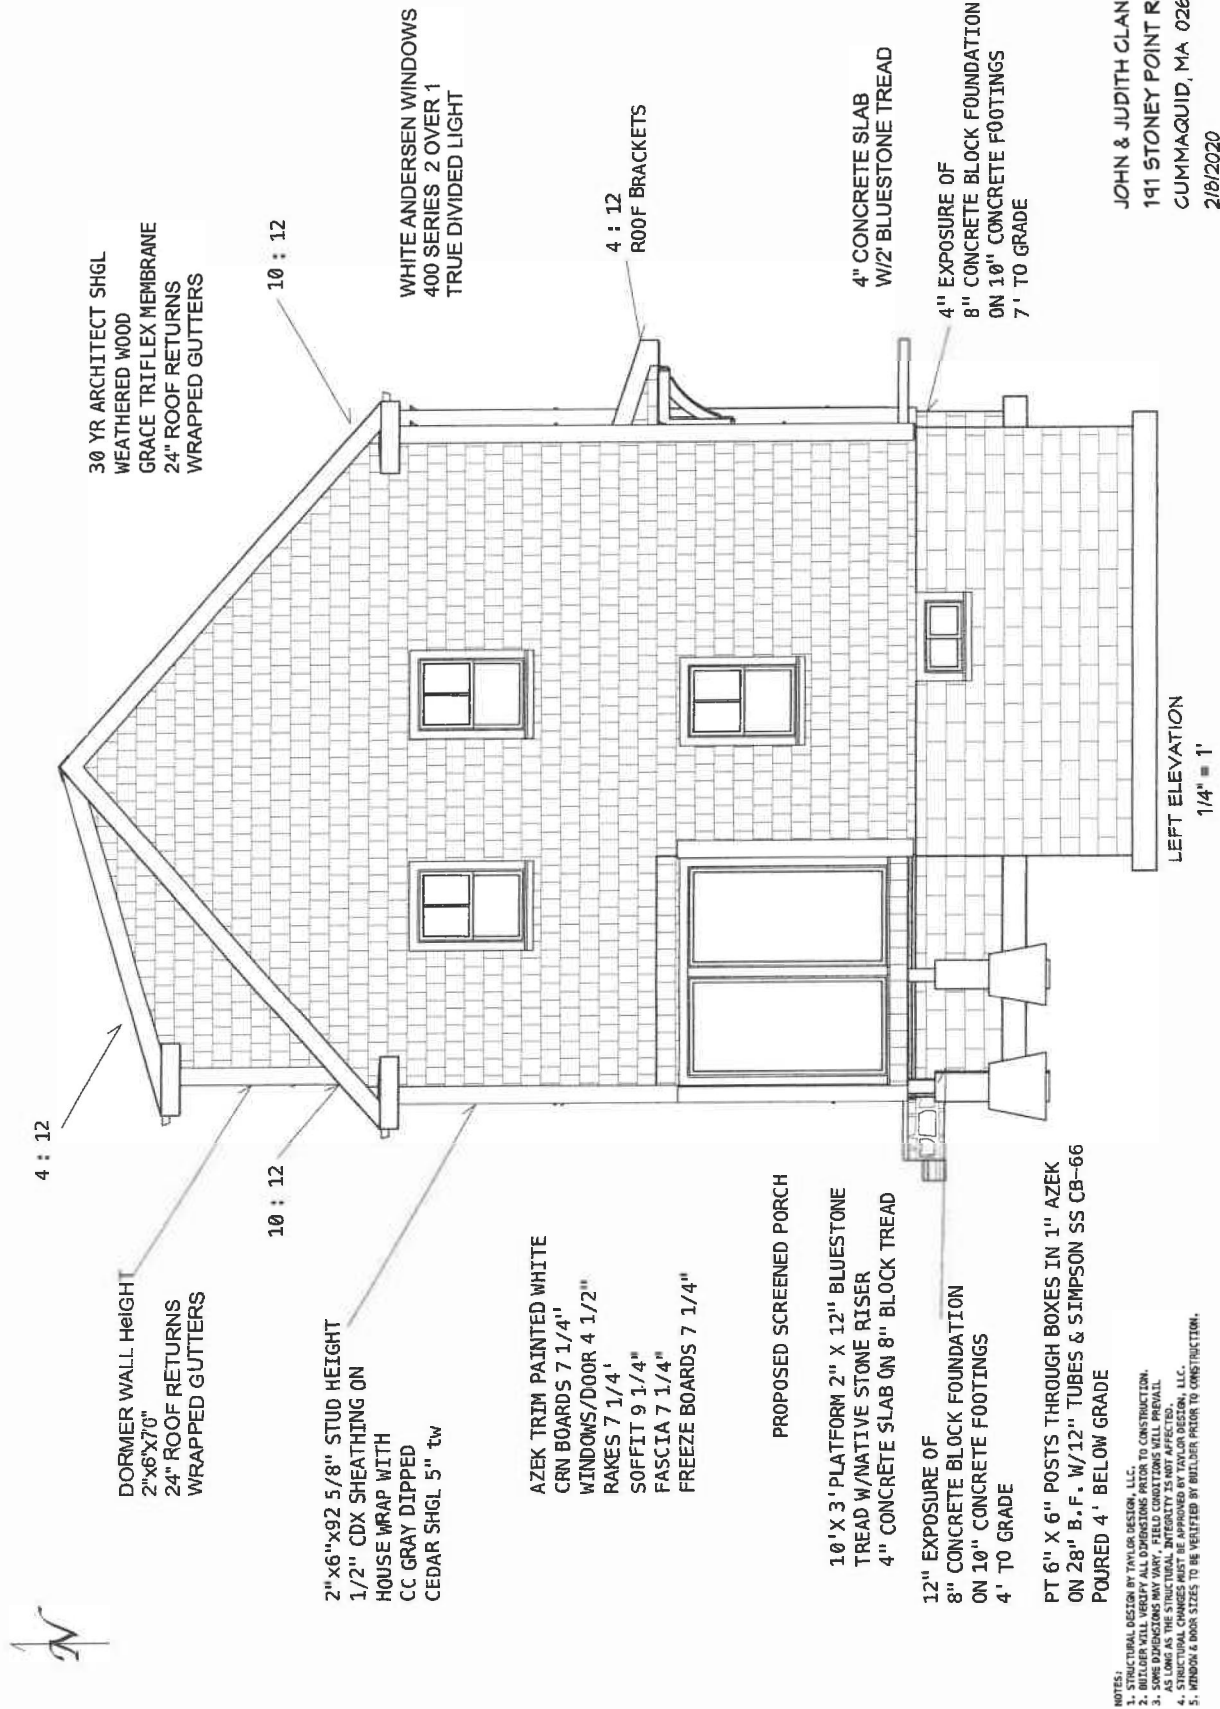 N
4 : 12
DORMER WALL HeIGHT
2"x6"x7'0"
24" ROOF RETURNS
WRAPPED GUTTERS
10 : 12
30 YR ARCHITECT SHGL
WEATHERED WOOD
GRACE TRIFLEX MEMBRANE
24" ROOF RETURNS
WRAPPED GUTTERS
10 : 12
2"x6"x92 5/8" STUD HEIGHT
1/2" CDX SHEATHING ON
HOUSE WRAP WITH
CC GRAY DIPPED
CEDAR SHGL 5" tw
WHITE ANDERSEN WINDOWS
400 SERIES 2 OVER 1
TRUE DIVIDED LIGHT
AZEK TRIM PAINTED WHITE
CRN BOARDS 7 1/4"
WINDOWS/DOOR 4 1/2"
RAKES 7 1/4'
SOFFIT 9 1/4"
FASCIA 7 1/4"
FREEZE BOARDS 7 1/4"
4 : 12
ROOF BRACKETS
PROPOSED SCREENED PORCH
10'X 3'PLATFORM 2" X 12" BLUESTONE
TREAD W/NATIVE STONE RISER
4" CONCRETE SLAB ON 8" BLOCK TREAD
4" CONCRETE SLAB
W/2' BLUESTONE TREAD
12" EXPOSURE OF
8" CONCRETE BLOCK FOUNDATION
ON 10" CONCRETE FOOTINGS
4' TO GRADE
4" EXPOSURE OF
8" CONCRETE BLOCK FOUNDATION
ON 10" CONCRETE FOOTINGS
7' TO GRADE
PT 6" X 6" POSTS THROUGH BOXES IN 1" AZEK
ON 28" B.F. W/12" TUBES & SIMPSON SS CB-66
POURED 4' BELOW GRADE
LEFT ELEVATION
1/4" = 1'
NOTES:
1. STRUCTURAL DESIGN BY TAYLOR DESIGN, LLC.
2. BUILDER WILL VERIFY ALL DIMENSIONS PRIOR TO CONSTRUCTION.
3. SOME DIMENSIONS MAY VARY, FIELD CONDITIONS WILL PREVAIL
AS LONG AS THE STRUCTURAL INTEGRITY IS NOT AFFECTED.
4. STRUCTURAL CHANGES MUST BE APPROVED BY TAYLOR DESIGN, LLC.
5. WINDOW & DOOR SIZES TO BE VERIFIED BY BUILDER PRIOR TO CONSTRUCTION.
JOHN & JUDITH CLAN
191 STONEY POINT R
CUMMAQUID, MA 026
2/8/2020